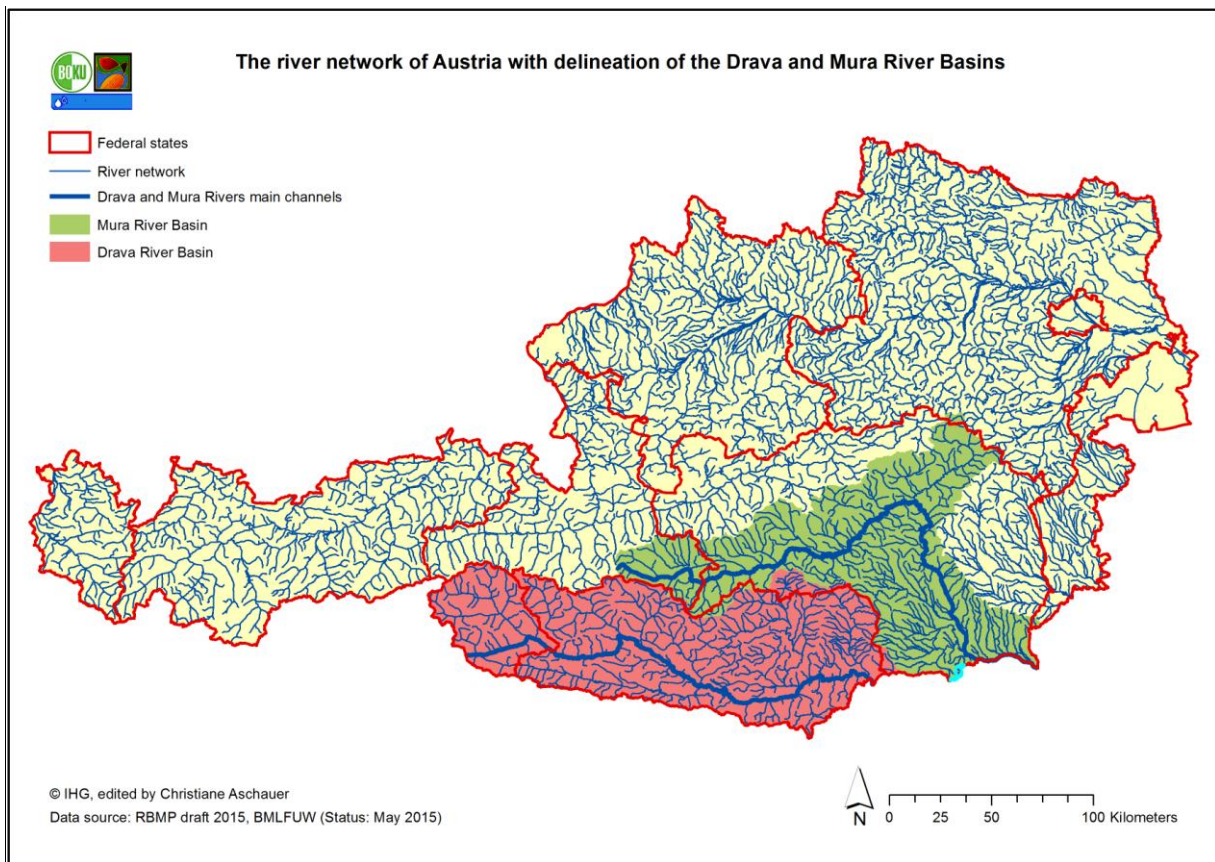 BOKU
The river network of Austria with delineation of the Drava and Mura River Basins
Federal states
River network
Drava and Mura Rivers main channels
Mura River Basin
Drava River Basin
© IHG, edited by Christiane Aschauer
Data source: RBMP draft 2015, BMLFUW (Status: May 2015)
N
0 25 50 100 Kilometers